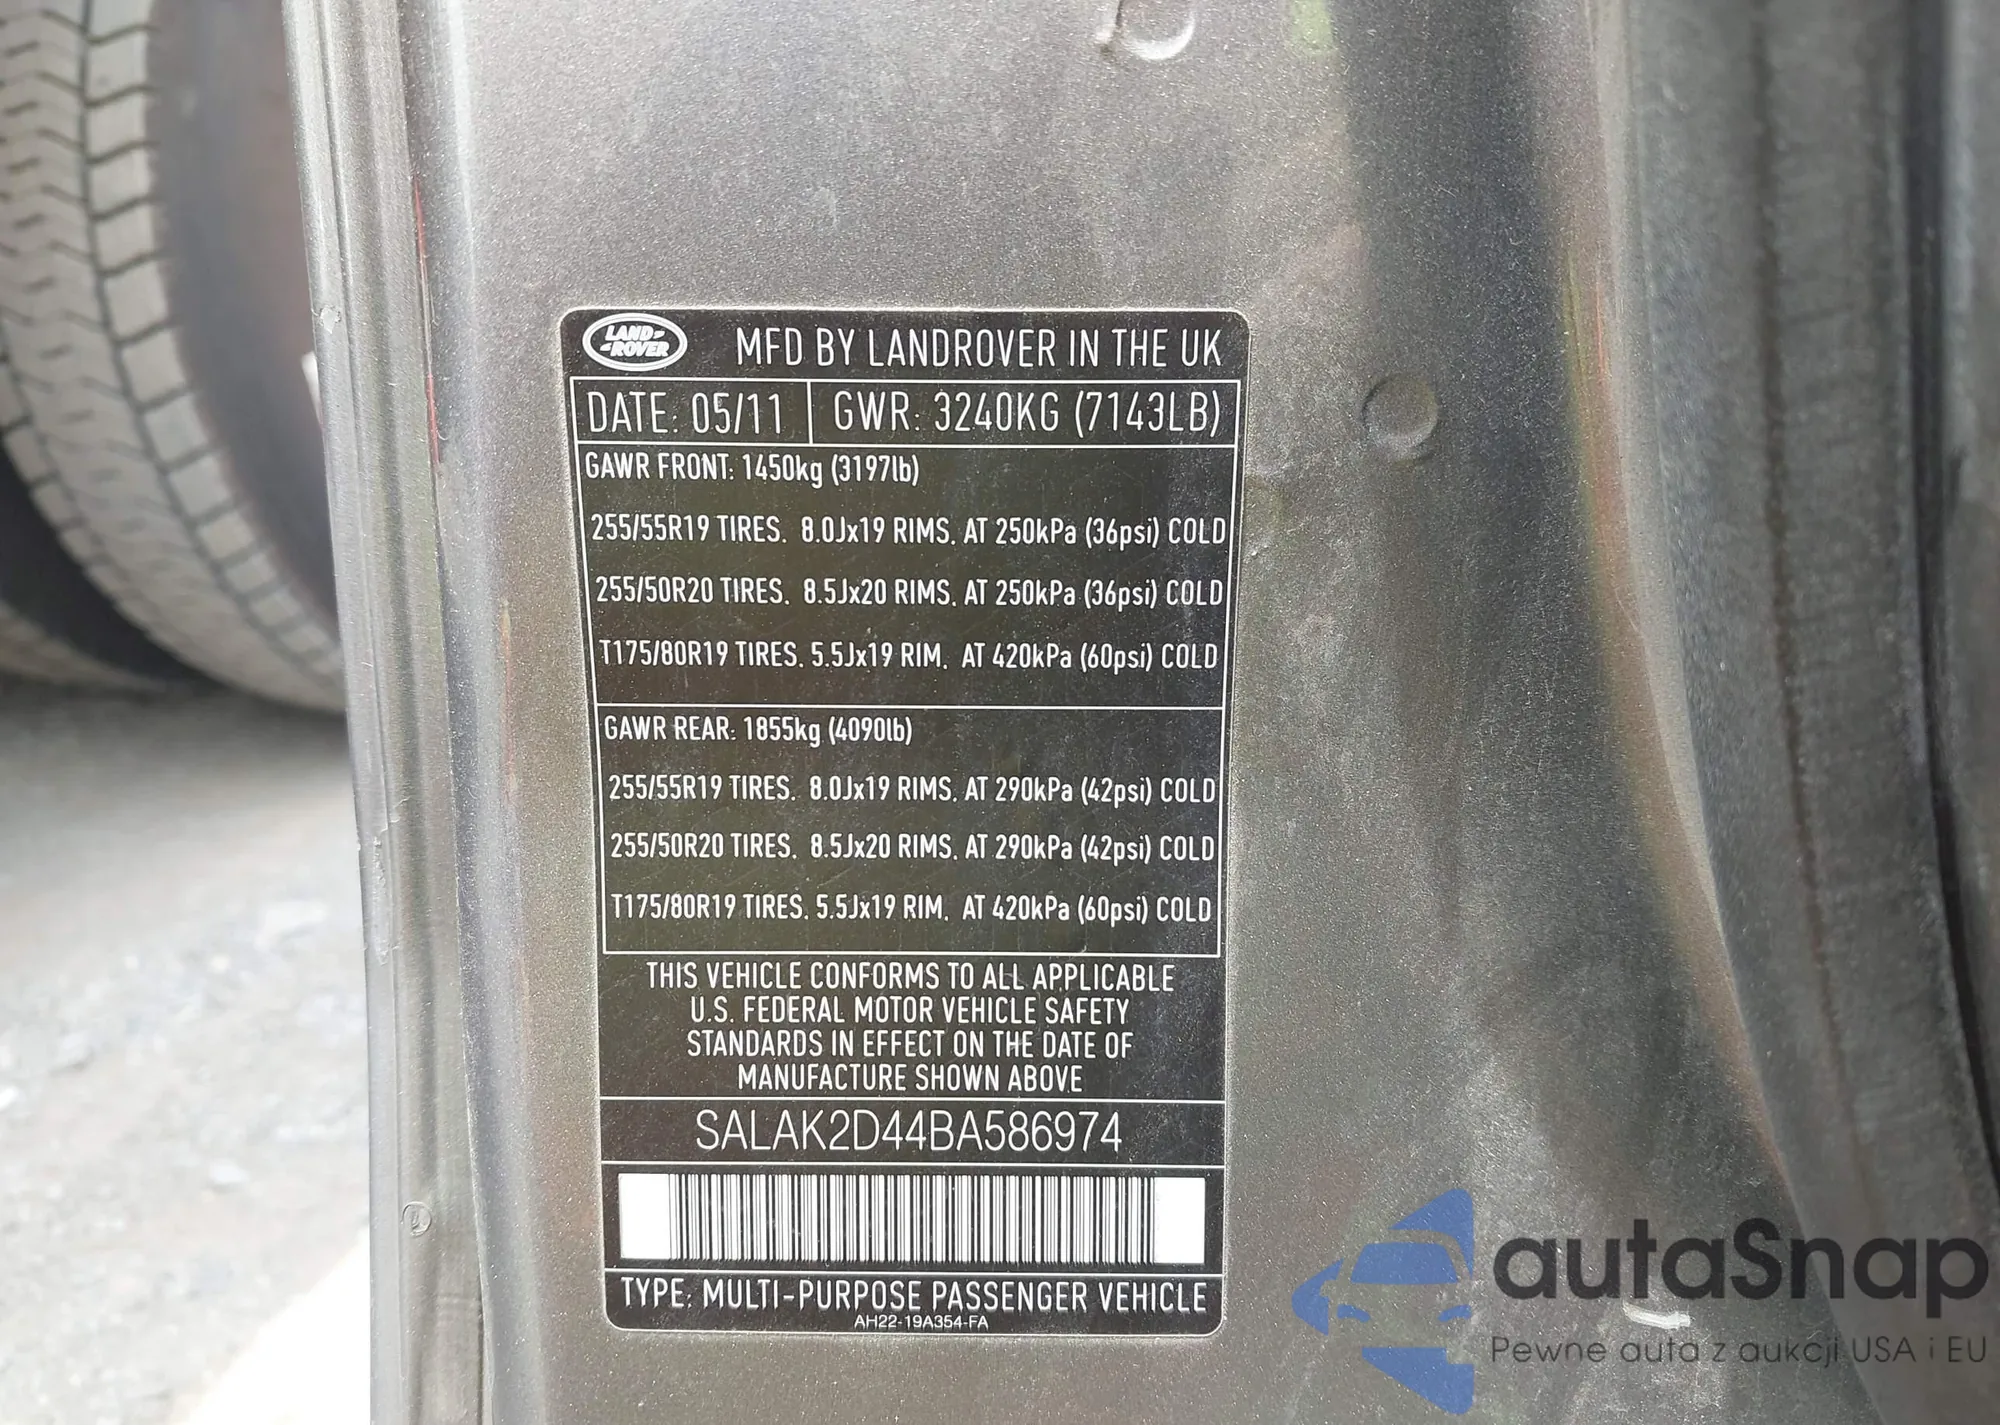 LAND-
-ROVER
MFD BY LANDROVER IN THE UK
DATE: 05/11 GWR: 3240KG (7143LB)
GAWR FRONT: 1450kg (3197lb)
255/55R19 TIRES. 8.0Jx19 RIMS. AT 250kPa (36psi) COLD
255/50R20 TIRES. 8.5Jx20 RIMS. AT 250kPa (36psi) COLD
T175/80R19 TIRES. 5.5Jx19 RIM. AT 420kPa (60psi) COLD
GAWR REAR: 1855kg (4090lb)
255/55R19 TIRES. 8.0Jx19 RIMS. AT 290kPa (42psi) COLD
255/50R20 TIRES. 8.5Jx20 RIMS. AT 290kPa (42psi) COLD
T175/80R19 TIRES. 5.5Jx19 RIM. AT 420kPa (60psi) COLD
THIS VEHICLE CONFORMS TO ALL APPLICABLE
U.S. FEDERAL MOTOR VEHICLE SAFETY
STANDARDS IN EFFECT ON THE DATE OF
MANUFACTURE SHOWN ABOVE
SALAK2D44BA586974
TYPE: MULTI-PURPOSE PASSENGER VEHICLE
AH22-19A354-FA
autaSnap
Pewne auta z aukcji USA i EU